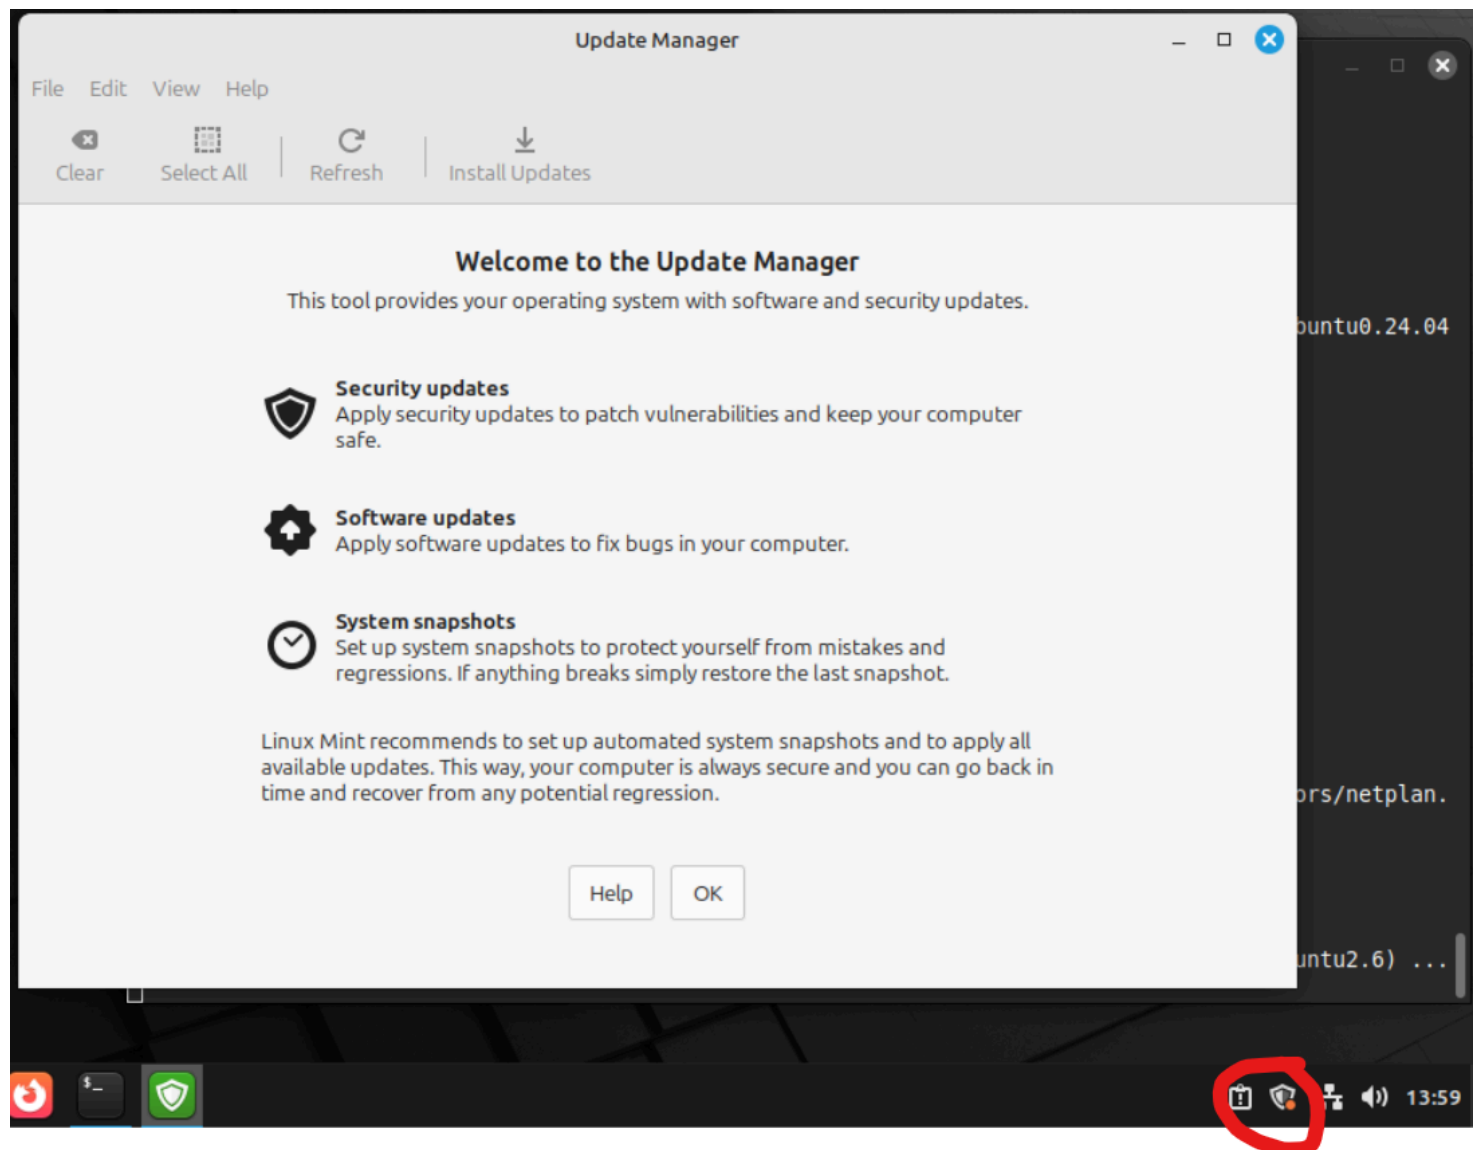 Update Manager
File Edit View Help
Clear Select All Refresh Install Updates
Welcome to the Update Manager
This tool provides your operating system with software and security updates.
buntu0.24.04
Security updates
Apply security updates to patch vulnerabilities and keep your computer
safe.
Software updates
Apply software updates to fix bugs in your computer.
System snapshots
Set up system snapshots to protect yourself from mistakes and
regressions. If anything breaks simply restore the last snapshot.
Linux Mint recommends to set up automated system snapshots and to apply all
available updates. This way, your computer is always secure and you can go back in
time and recover from any potential regression.
ors/netplan.
Help OK
untu2.6) ...
$_
13:59